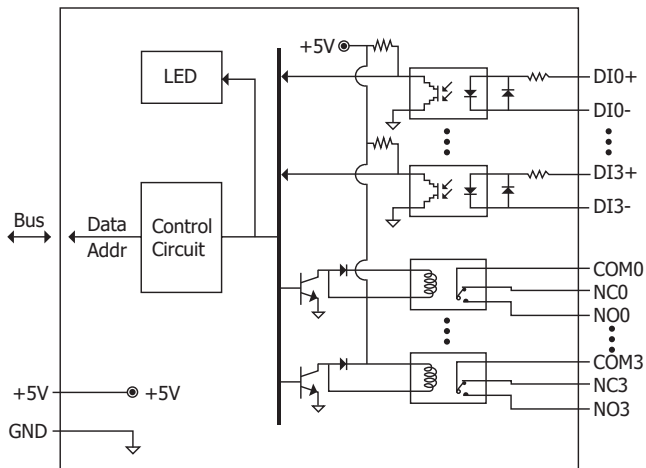 +5V
LED
DI0+
DI0-
DI3+
DI3-
Bus
Data
Addr
Control
Circuit
COM0
NC0
NO0
COM3
NC3
NO3
+5V
+5V
GND